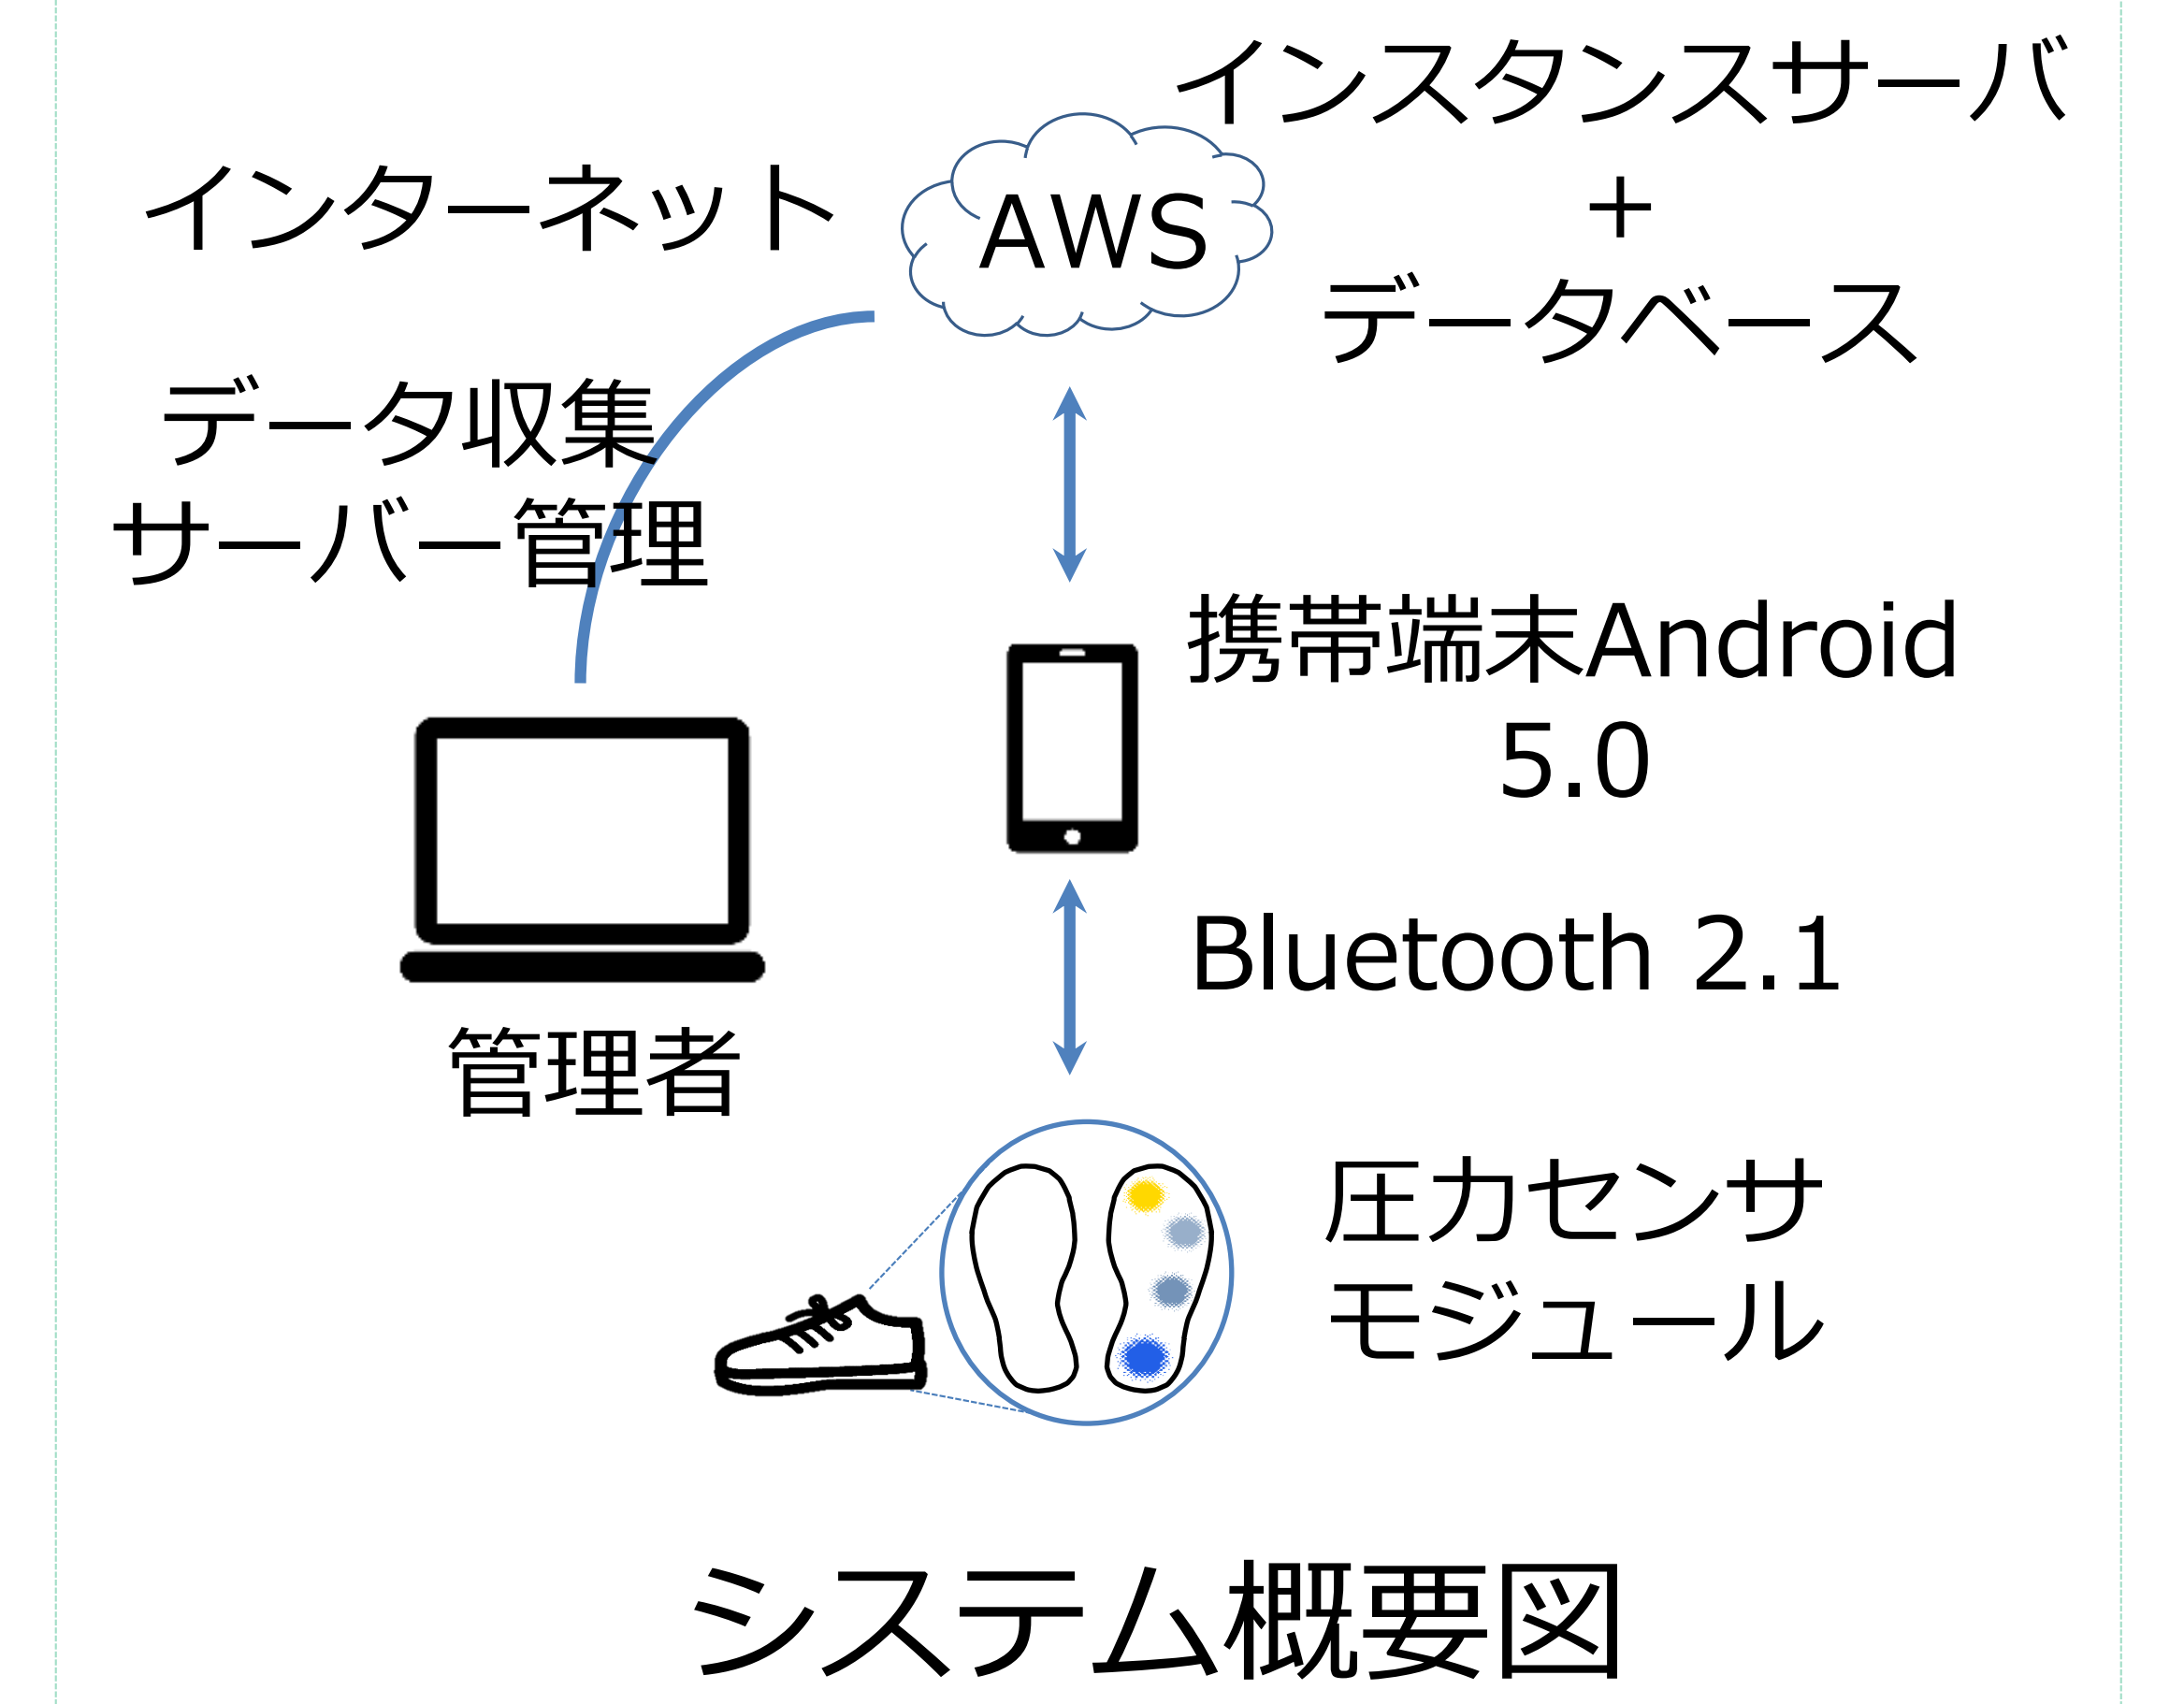 インスタンスサーバ
+
データベース
インターネット
AWS
データ収集
サーバー管理
携帯端末Android
5.0
Bluetooth 2.1
管理者
圧力センサ
モジュール
システム概要図